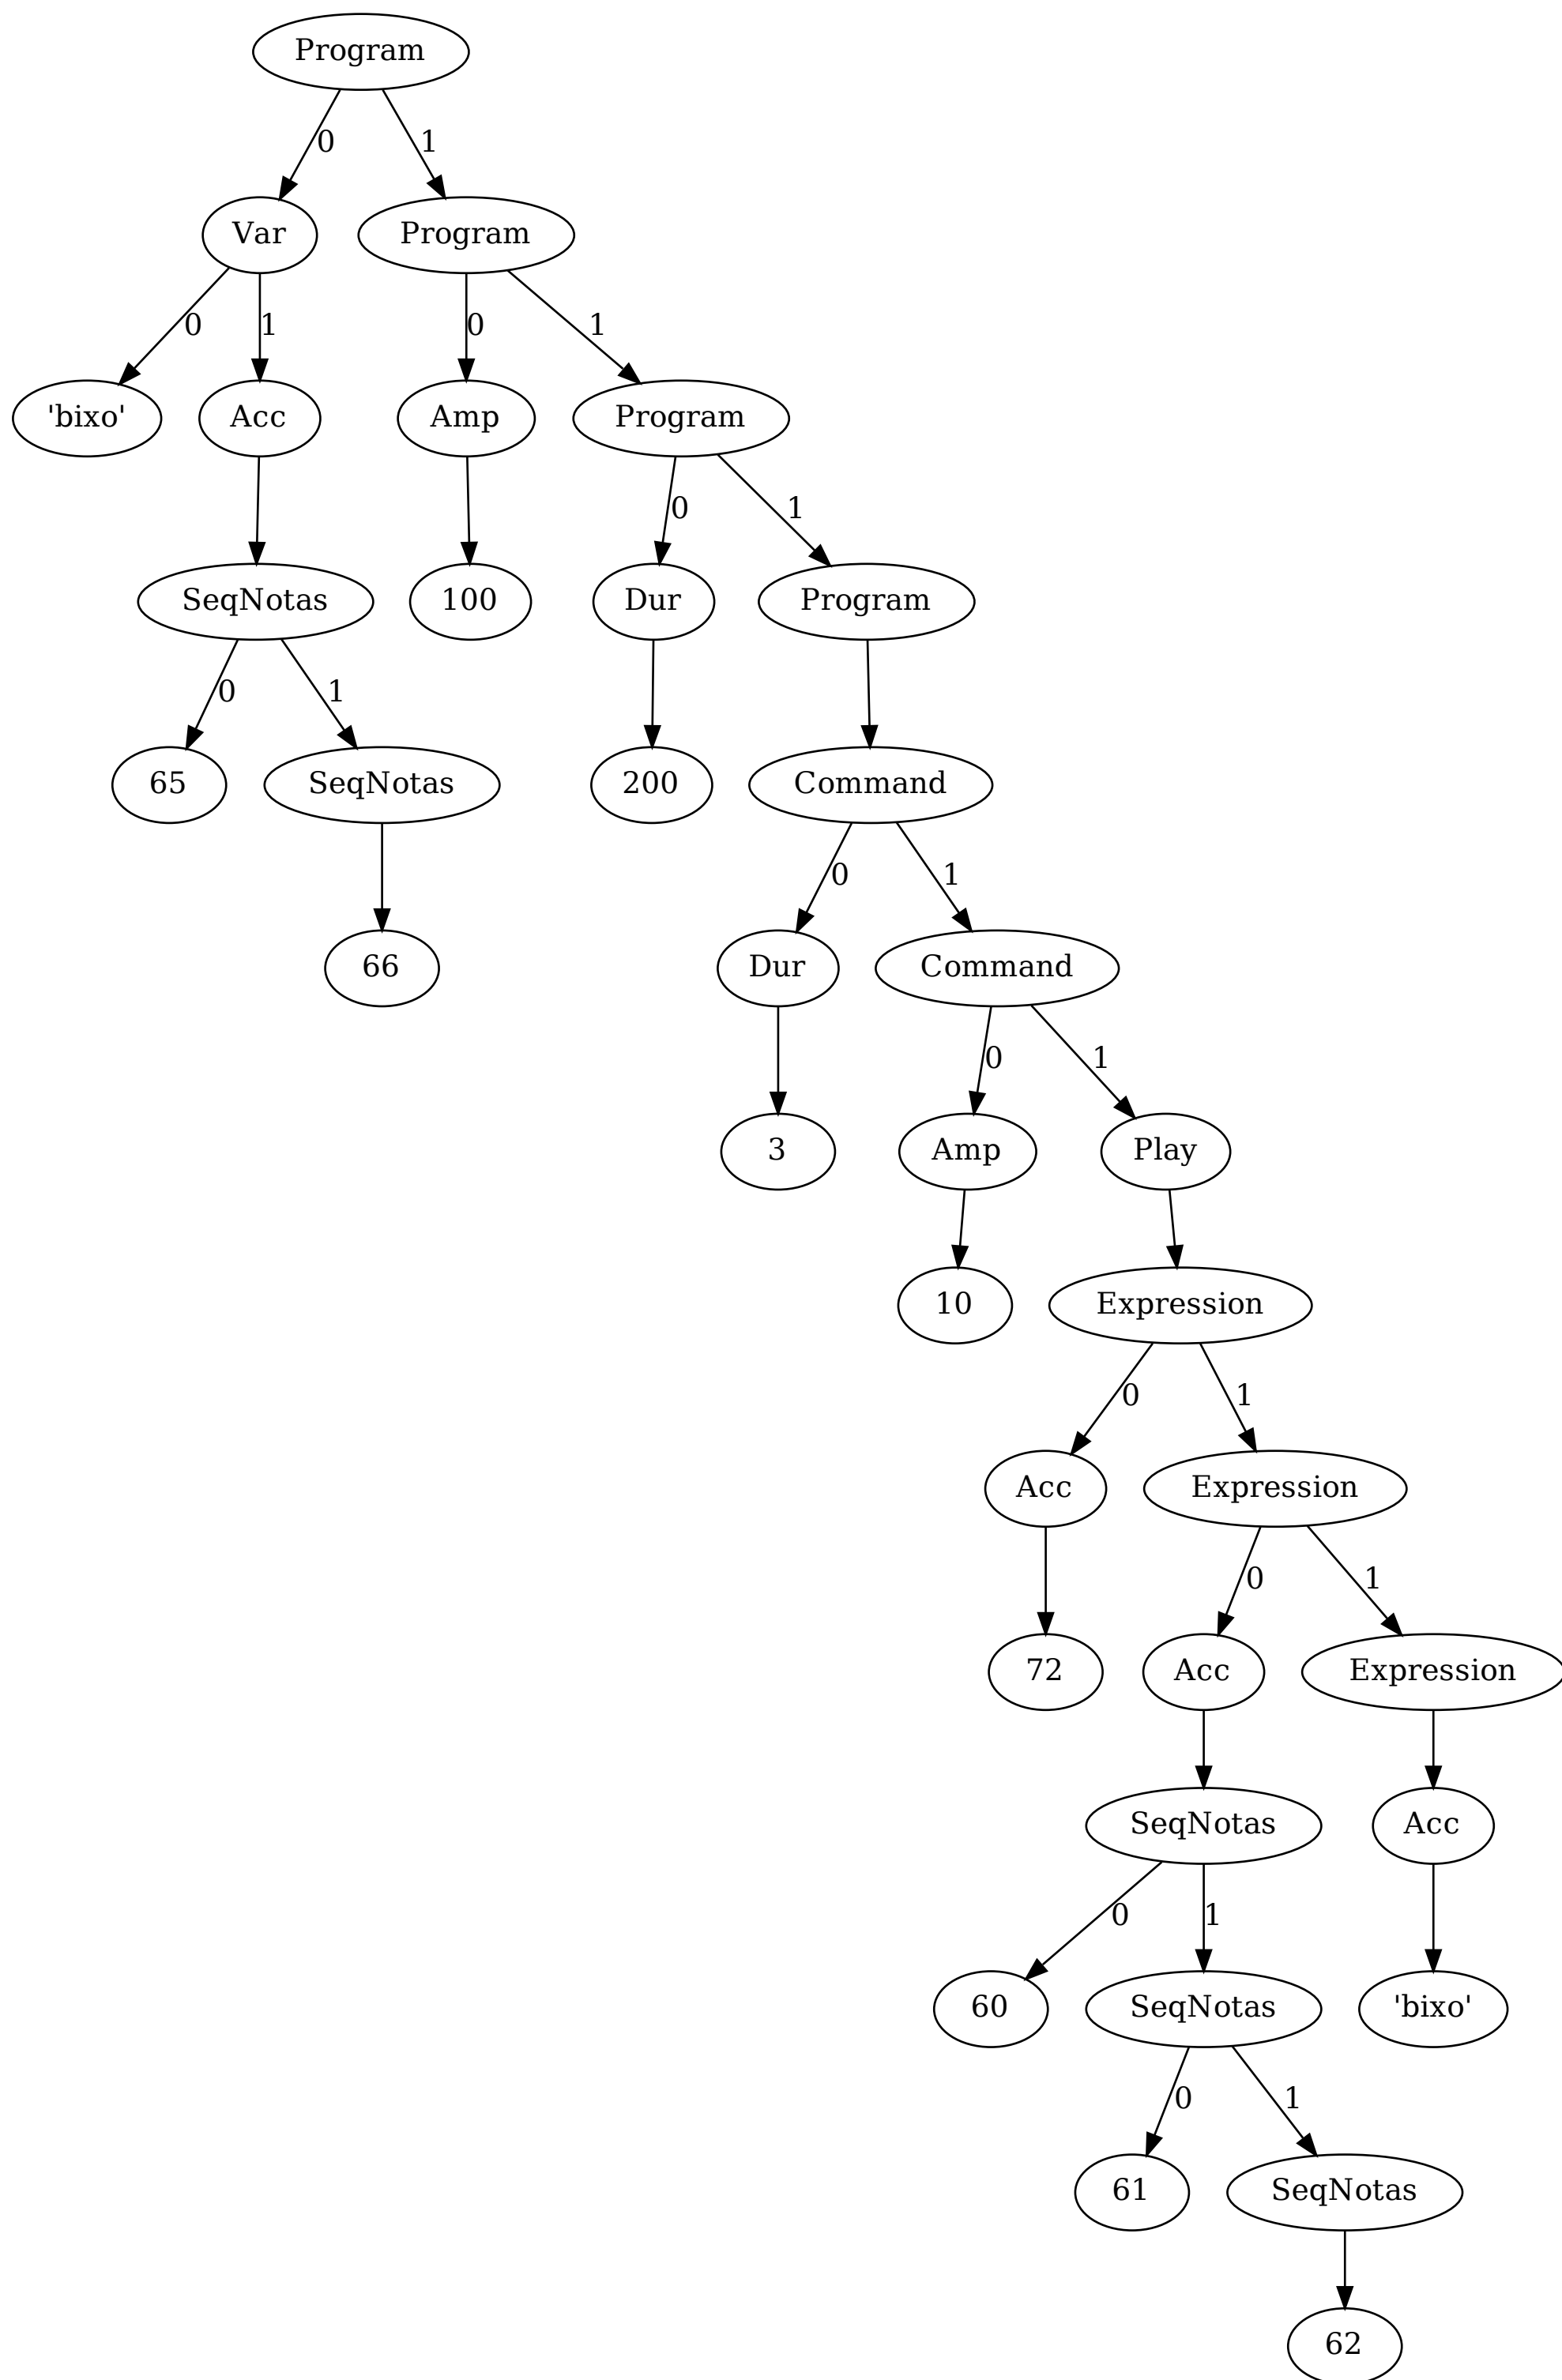 Program
0 1
Var Program
0 1 0 1
'bixo' Acc Amp Program
0 1
SeqNotas 100 Dur Program
0 1
65 SeqNotas 200 Command
0 1
66 Dur Command
0 1
3 Amp Play
10 Expression
0 1
Acc Expression
0 1
72 Acc Expression
SeqNotas Acc
0 1
60 SeqNotas 'bixo'
0 1
61 SeqNotas
62